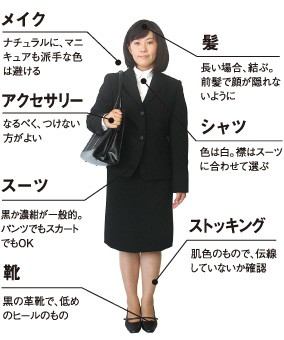 メイク
ナチュラルに、マニ
キュアも派手な色
は避ける
髪
長い場合、結ぶ。
前髪で顔が隠れな
いように
アクセサリー
なるべく、つけない
方がよい
シャツ
色は白。襟はスーツ
に合わせて選ぶ
スーツ
黒か濃紺が一般的。
パンツでもスカート
でもOK
ストッキング
肌色のもので、伝線
していないか確認
靴
黒の革靴で、低め
のヒールのもの